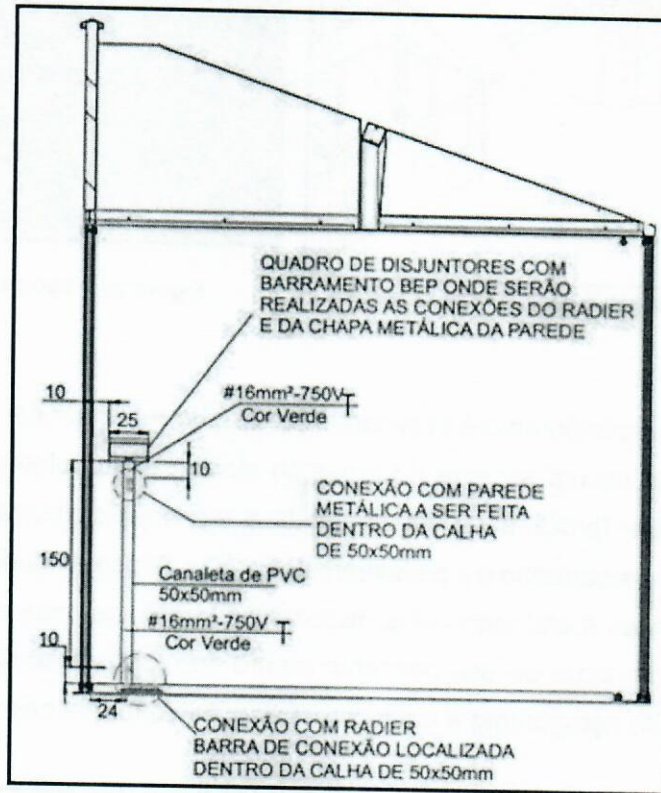 QUADRO DE DISJUNTORES COM
BARRAMENTO BEP ONDE SERÃO
REALIZADAS AS CONEXÕES DO RADIER
E DA CHAPA METÁLICA DA PAREDE
10
25
#16mm²-750V
Cor Verde
10
CONEXÃO COM PAREDE
METÁLICA A SER FEITA
DENTRO DA CALHA
DE 50x50mm
150
Canaleta de PVC
50x50mm
#16mm²-750V
Cor Verde
10
24
CONEXÃO COM RADIER
BARRA DE CONEXÃO LOCALIZADA
DENTRO DA CALHA DE 50x50mm